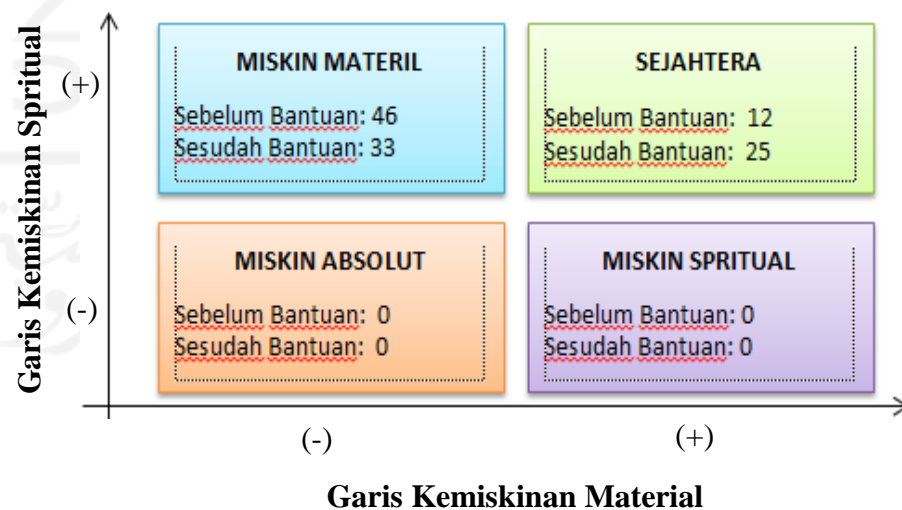 Garis Kemiskinan Spritual
(+)
(-)
MISKIN MATERIL
Sebelum Bantuan: 46
Sesudah Bantuan: 33
SEJAHTERA
Sebelum Bantuan: 12
Sesudah Bantuan: 25
MISKIN ABSOLUT
Sebelum Bantuan: 0
Sesudah Bantuan: 0
MISKIN SPRITUAL
Sebelum Bantuan: 0
Sesudah Bantuan: 0
(-)
(+)
Garis Kemiskinan Material